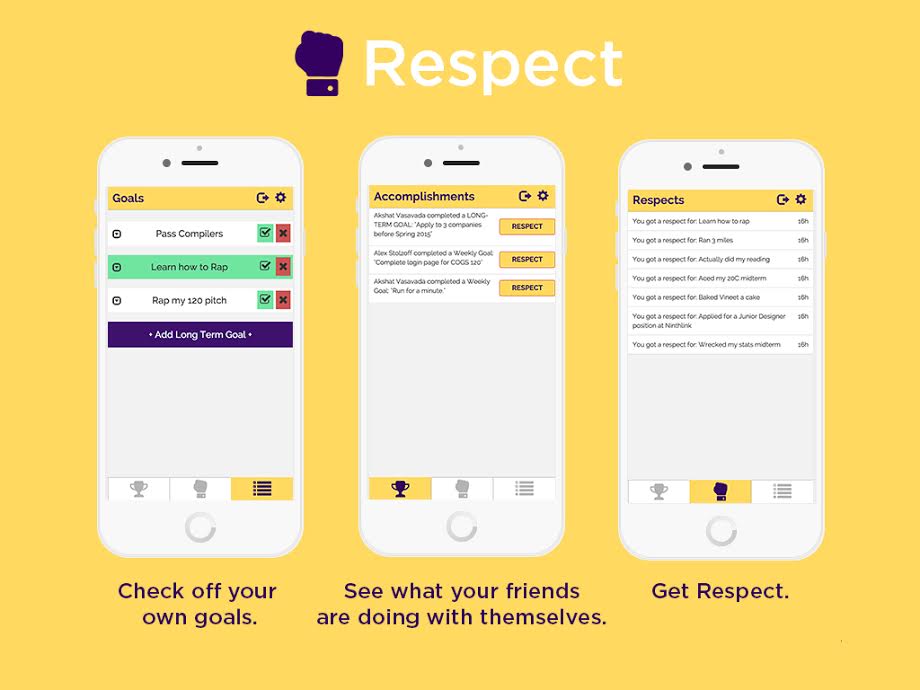 Respect
Goals
Pass Compilers
Learn how to Rap
Rap my 120 pitch
+ Add Long Term Goal +
Check off your
own goals.
Accomplishments
Akshat Vasavada completed a LONG-
TERM GOAL: "Apply to 3 companies
before Spring 2015"
RESPECT
Alex Stolzoff completed a Weekly Goal:
"Complete login page for COGS 120"
RESPECT
Akshat Vasavada completed a Weekly
Goal: "Run for a minute."
RESPECT
See what your friends
are doing with themselves.
Respects
You got a respect for: Learn how to rap 16h
You got a respect for: Ran 3 miles 16h
You got a respect for: Actually did my reading 16h
You got a respect for: Aced my 20C midterm 16h
You got a respect for: Baked Vineet a cake 16h
You got a respect for: Applied for a Junior Designer
position at Ninthlink 16h
You got a respect for: Wrecked my stats midterm 16h
Get Respect.